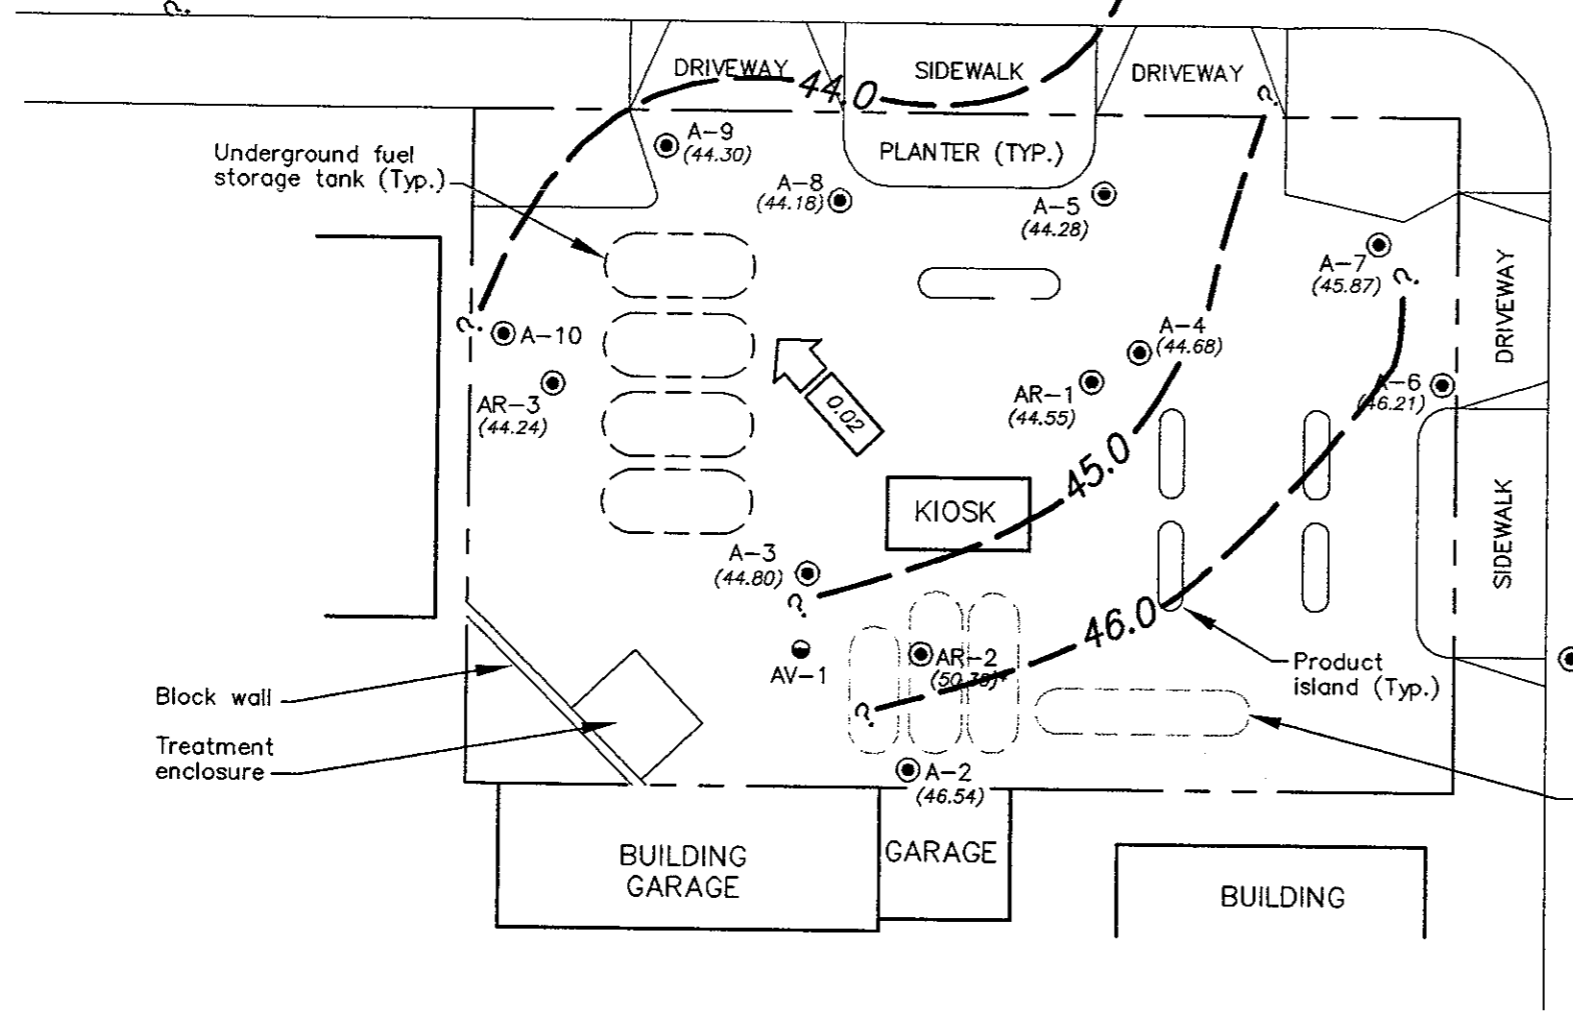 ?
DRIVEWAY
SIDEWALK
DRIVEWAY
44.0
?
A-9
(44.30)
PLANTER (TYP.)
Underground fuel
storage tank (Typ.)
A-8
(44.18)
A-5
(44.28)
A-7
(45.87)
?
DRIVEWAY
?
A-10
A-4
(44.68)
AR-3
(44.24)
0.02
AR-1
(44.55)
A-6
(46.21)
45.0
KIOSK
SIDEWALK
A-3
(44.80)
?
46.0
AV-1
AR-2
Product
island (Typ.)
Block wall
?
Treatment
enclosure
A-2
(46.54)
BUILDING
GARAGE
GARAGE
BUILDING